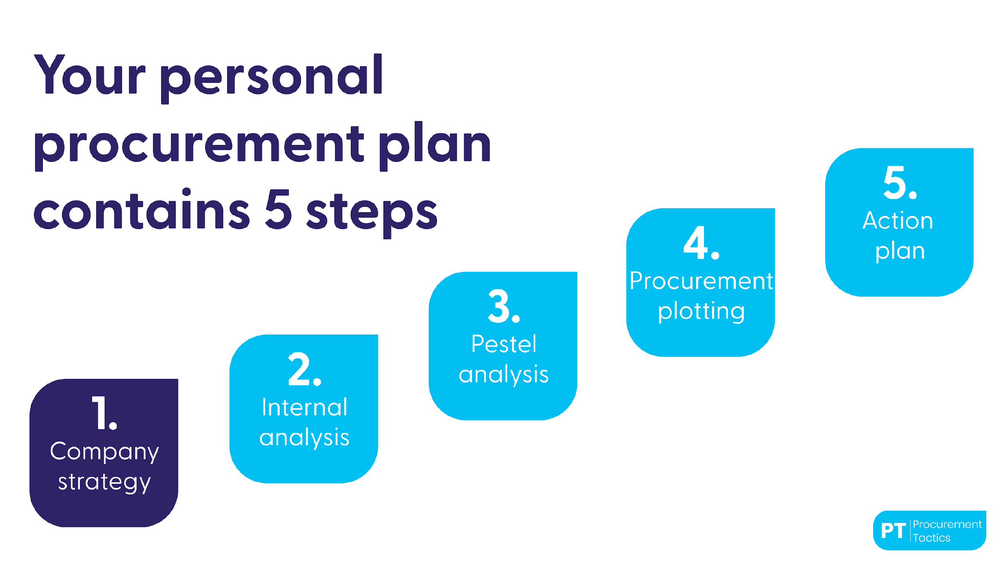 Your personal
procurement plan
contains 5 steps
1.
Company
strategy
2.
Internal
analysis
3.
Pestel
analysis
4.
Procurement
plotting
5.
Action
plan
PT
Procurement
Tactics